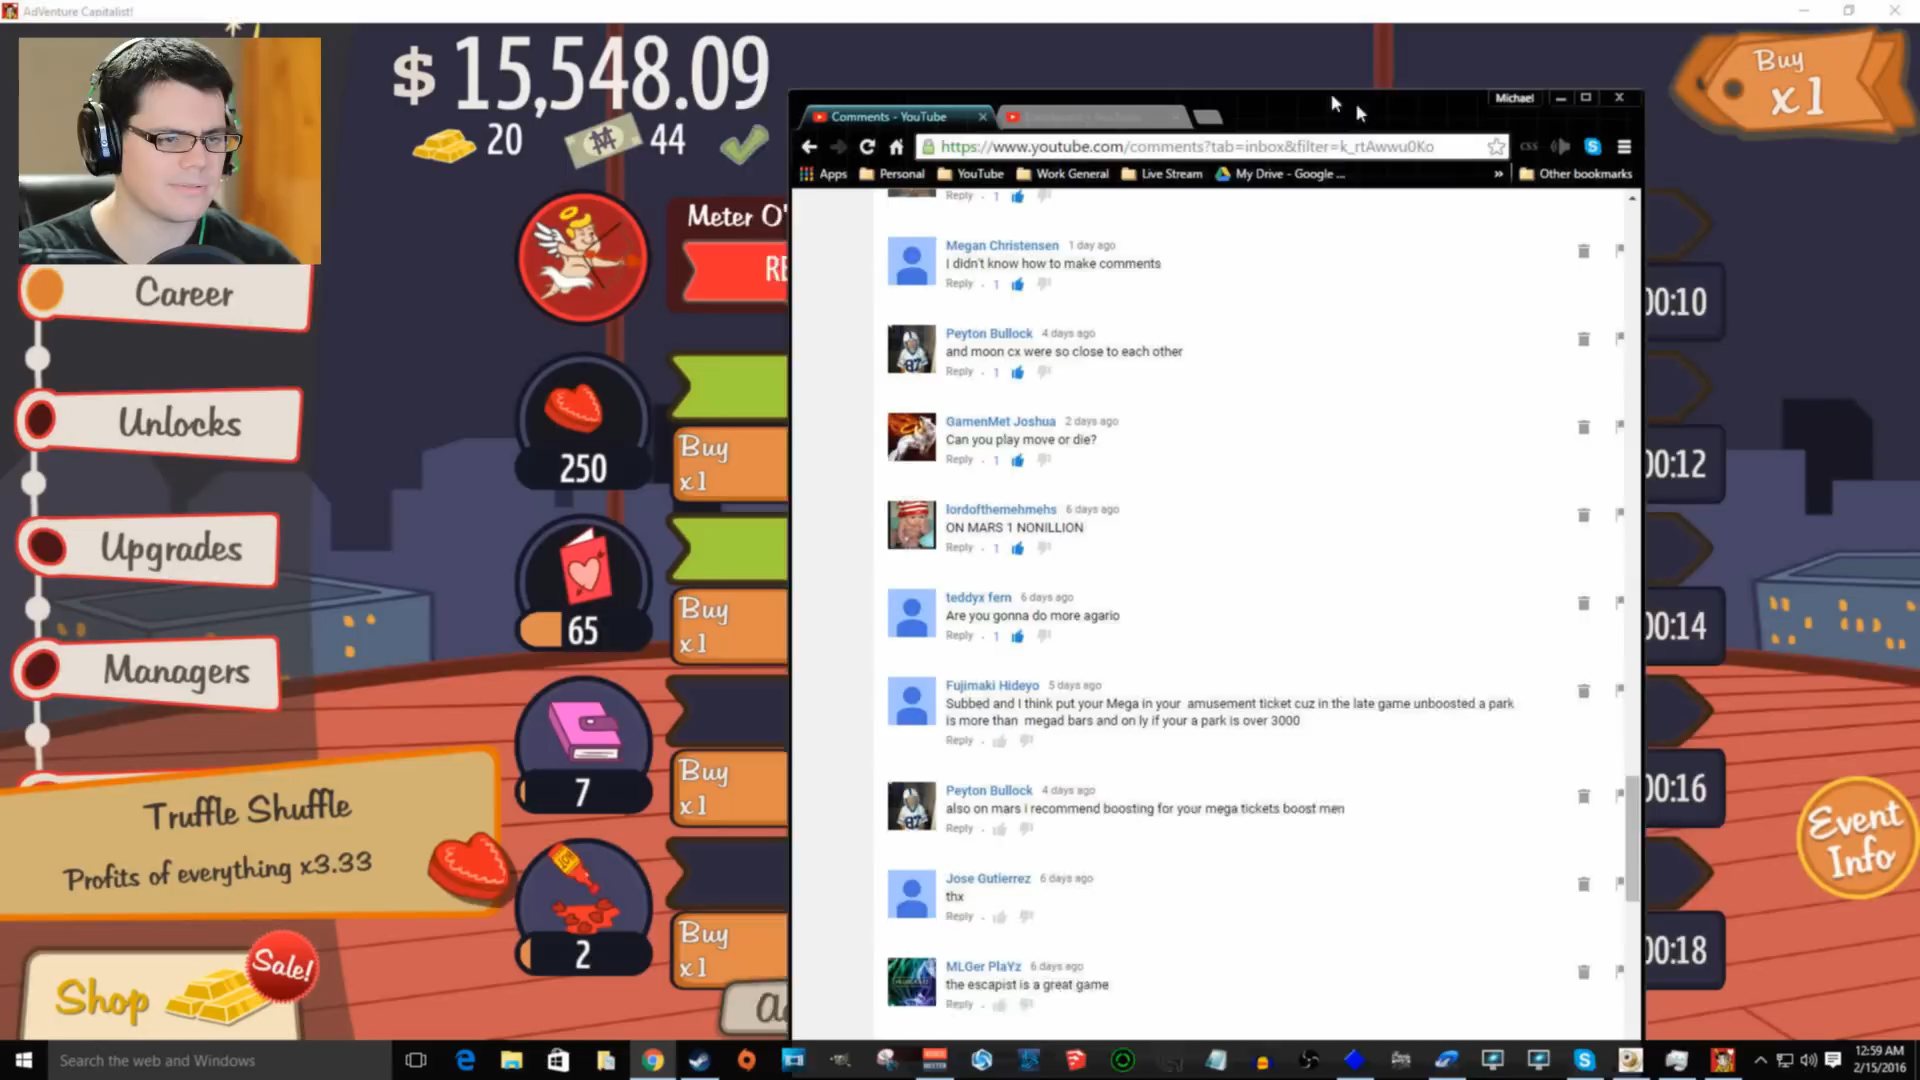 AdVenture Capitalist!
$ 15,548.09
20
44
Buy
x1
Career
Unlocks
Upgrades
Managers
Truffle Shuffle
Profits of everything x3.33
Shop
Sale!
Meter O'
250
Buy
x1
65
Buy
x1
7
Buy
x1
2
Buy
x1
Michael
Comments - YouTube
https://www.youtube.com/comments?tab=inbox&filter=k_rtAwwu0Ko
CSS
Apps
Personal
YouTube
Work General
Live Stream
My Drive - Google ...
»
Other bookmarks
Reply · 1
Megan Christensen 1 day ago
I didn't know how to make comments
Reply · 1
Peyton Bullock 4 days ago
and moon cx were so close to each other
Reply · 1
GamenMet Joshua 2 days ago
Can you play move or die?
Reply · 1
lordofthemehmehs 6 days ago
ON MARS 1 NONILLION
Reply · 1
teddyx fern 6 days ago
Are you gonna do more agario
Reply · 1
Fujimaki Hideyo 5 days ago
Subbed and I think put your Mega in your amusement ticket cuz in the late game unboosted a park
is more than megad bars and on ly if your a park is over 3000
Reply ·
Peyton Bullock 4 days ago
also on mars i recommend boosting for your mega tickets boost men
Reply ·
Jose Gutierrez 6 days ago
thx
Reply ·
MLGer PlaYz 6 days ago
the escapist is a great game
Reply ·
00:10
00:12
00:14
00:16
00:18
Event
Info
Search the web and Windows
12:59 AM
2/15/2016